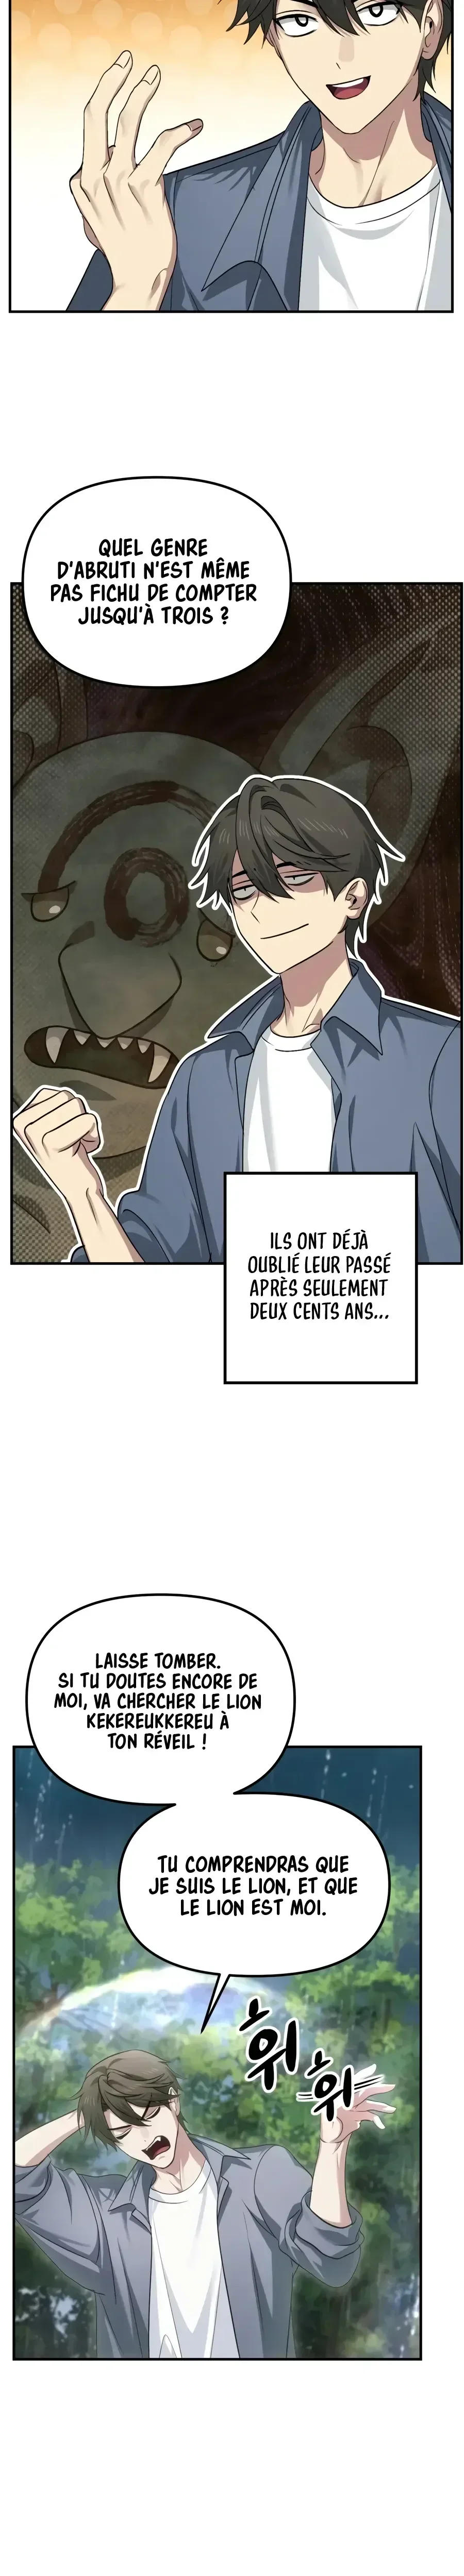 QUEL GENRE
D'ABRUTI N'EST MÊME
PAS FICHU DE COMPTER
JUSQU'À TROIS ?
ILS ONT DÉJÀ
OUBLIÉ LEUR PASSÉ
APRÈS SEULEMENT
DEUX CENTS ANS...
LAISSE TOMBER.
SI TU DOUTES ENCORE DE
MOI, VA CHERCHER LE LION
KEKEREUKKEREU À
TON RÉVEIL !
TU COMPRENDRAS QUE
JE SUIS LE LION, ET QUE
LE LION EST MOI.
휘
휘